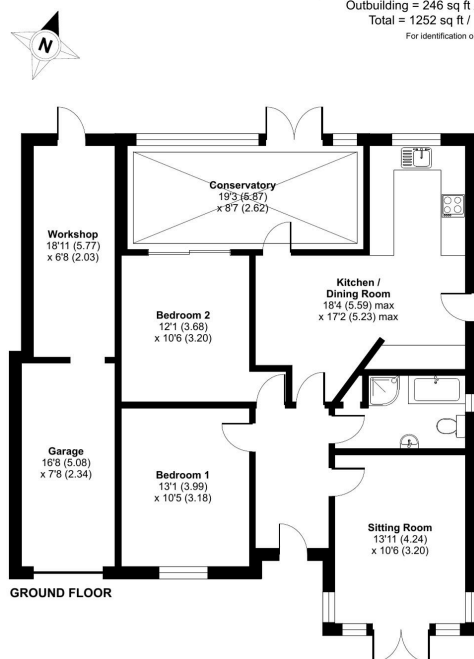 Outbuilding = 246 sq ft
Total = 1252 sq ft /
For identification o
N
Conservatory
19'3 (5.87)
x 8'7 (2.62)
Workshop
18'11 (5.77)
x 6'8 (2.03)
Kitchen /
Dining Room
18'4 (5.59) max
x 17'2 (5.23) max
Bedroom 2
12'1 (3.68)
x 10'6 (3.20)
Garage
16'8 (5.08)
x 7'8 (2.34)
Bedroom 1
13'1 (3.99)
x 10'5 (3.18)
Sitting Room
13'11 (4.24)
x 10'6 (3.20)
GROUND FLOOR